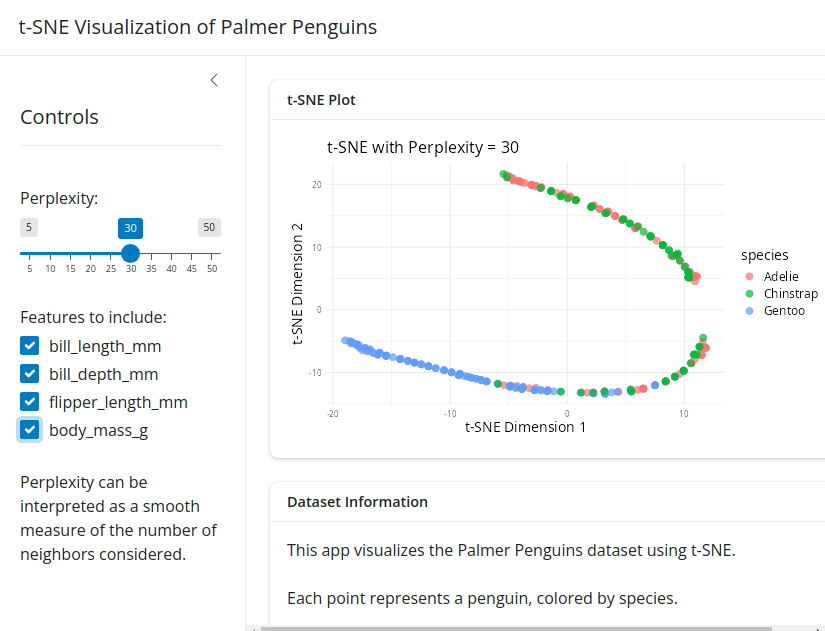 t-SNE Visualization of Palmer Penguins
Controls
Perplexity:
5 30 50
5 10 15 20 25 30 35 40 45 50
Features to include:
bill_length_mm
bill_depth_mm
flipper_length_mm
body_mass_g
Perplexity can be
interpreted as a smooth
measure of the number of
neighbors considered.
t-SNE Plot
t-SNE with Perplexity = 30
20
10
0
-10
t-SNE Dimension 2
-20 -10 0 10
t-SNE Dimension 1
species
Adelie
Chinstrap
Gentoo
Dataset Information
This app visualizes the Palmer Penguins dataset using t-SNE.
Each point represents a penguin, colored by species.